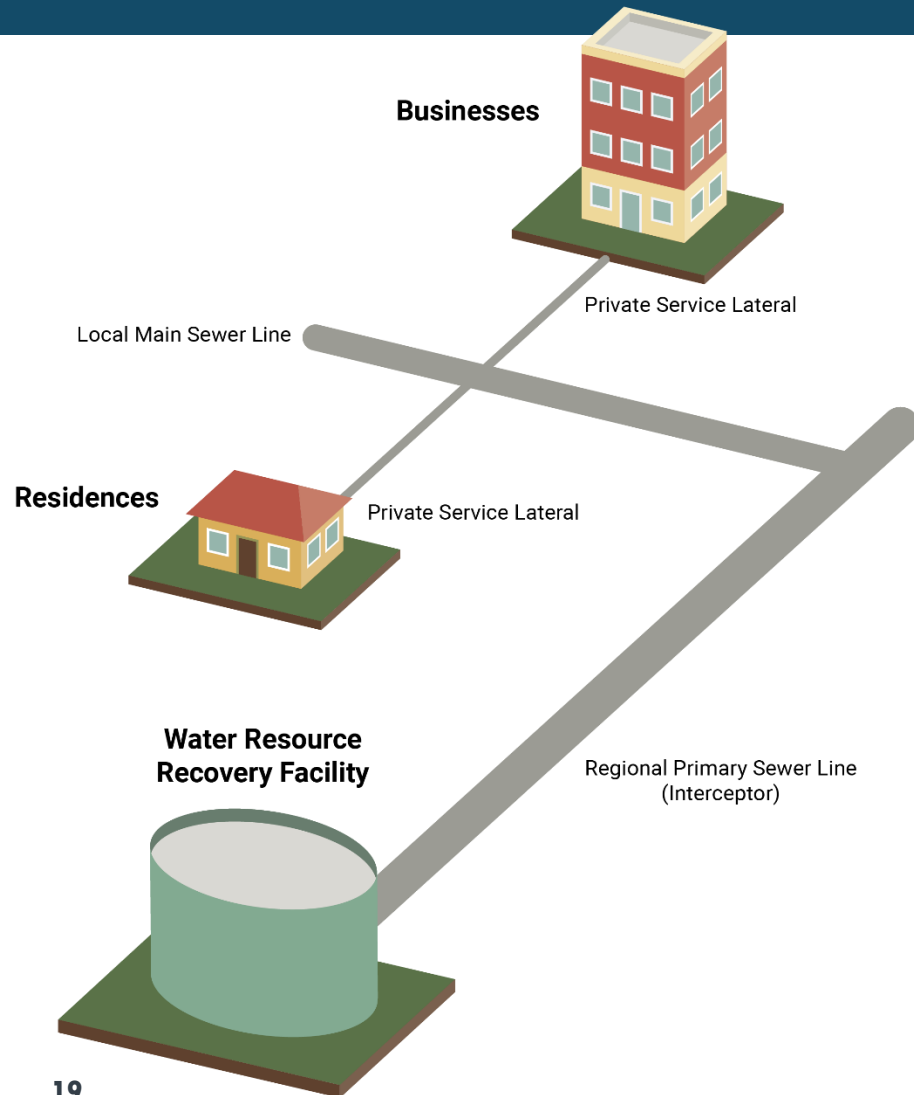 Businesses
Private Service Lateral
Local Main Sewer Line
Residences
Private Service Lateral
Water Resource
Recovery Facility
Regional Primary Sewer Line
(Interceptor)
19